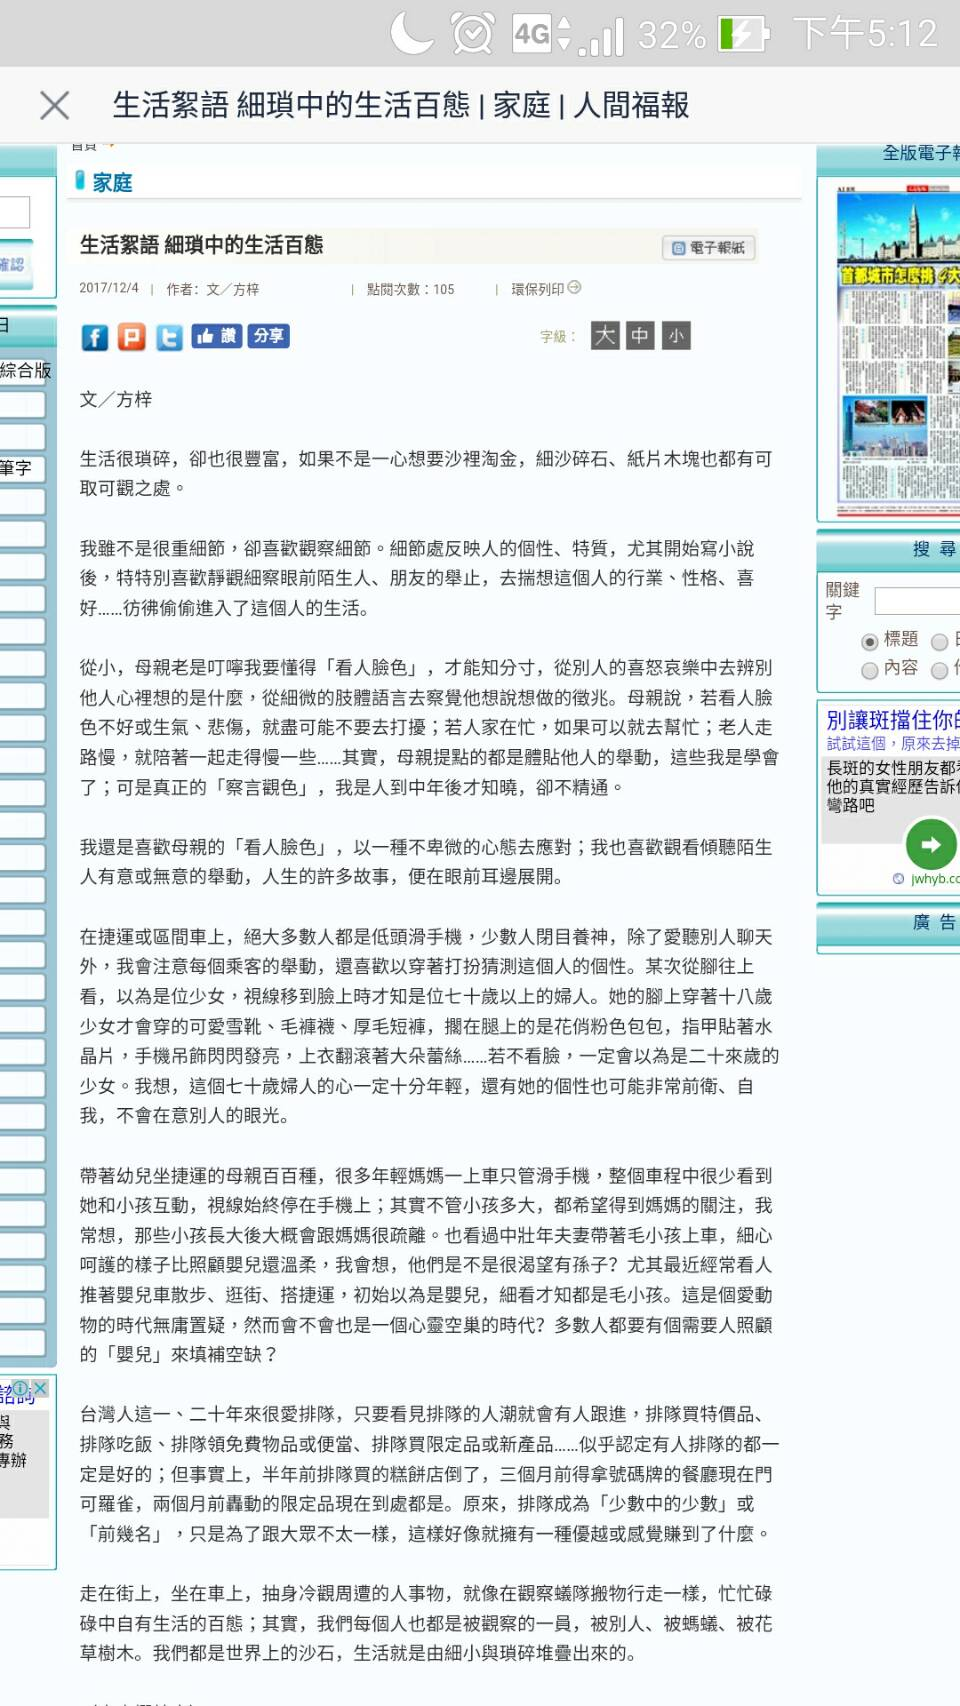 32% 下午5:12
4G
生活絮語 細瑣中的生活百態 | 家庭 | 人間福報
首頁
家庭
生活絮語 細瑣中的生活百態
電子報紙
2017/12/4 | 作者：文／方梓 | 點閱次數：105 | 環保列印
讚 分享
字級： 大 中 小
文／方梓
生活很瑣碎，卻也很豐富，如果不是一心想要沙裡淘金，細沙碎石、紙片木塊也都有可
取可觀之處。
我雖不是很重細節，卻喜歡觀察細節。細節處反映人的個性、特質，尤其開始寫小說
後，特特別喜歡靜觀細察眼前陌生人、朋友的舉止，去揣想這個人的行業、性格、喜
好……彷彿偷偷進入了這個人的生活。
從小，母親老是叮嚀我要懂得「看人臉色」，才能知分寸，從別人的喜怒哀樂中去辨別
他人心裡想的是什麼，從細微的肢體語言去察覺他想說想做的徵兆。母親說，若看人臉
色不好或生氣、悲傷，就盡可能不要去打擾；若人家在忙，如果可以就去幫忙；老人走
路慢，就陪著一起走得慢一些……其實，母親提點的都是體貼他人的舉動，這些我是學會
了；可是真正的「察言觀色」，我是人到中年後才知曉，卻不精通。
我還是喜歡母親的「看人臉色」，以一種不卑微的心態去應對；我也喜歡觀看傾聽陌生
人有意或無意的舉動，人生的許多故事，便在眼前耳邊展開。
在捷運或區間車上，絕大多數人都是低頭滑手機，少數人閉目養神，除了愛聽別人聊天
外，我會注意每個乘客的舉動，還喜歡以穿著打扮猜測這個人的個性。某次從腳往上
看，以為是位少女，視線移到臉上時才知是位七十歲以上的婦人。她的腳上穿著十八歲
少女才會穿的可愛雪靴、毛褲襪、厚毛短褲，擱在腿上的是花俏粉色包包，指甲貼著水
晶片，手機吊飾閃閃發亮，上衣翻滾著大朵蕾絲……若不看臉，一定會以為是二十來歲的
少女。我想，這個七十歲婦人的心一定十分年輕，還有她的個性也可能非常前衛、自
我，不會在意別人的眼光。
帶著幼兒坐捷運的母親百百種，很多年輕媽媽一上車只管滑手機，整個車程中很少看到
她和小孩互動，視線始終停在手機上；其實不管小孩多大，都希望得到媽媽的關注，我
常想，那些小孩長大後大概會跟媽媽很疏離。也看過中壯年夫妻帶著毛小孩上車，細心
呵護的樣子比照顧嬰兒還溫柔，我會想，他們是不是很渴望有孫子？尤其最近經常看人
推著嬰兒車散步、逛街、搭捷運，初始以為是嬰兒，細看才知都是毛小孩。這是個愛動
物的時代無庸置疑，然而會不會也是一個心靈空巢的時代？多數人都要有個需要人照顧
的「嬰兒」來填補空缺？
台灣人這一、二十年來很愛排隊，只要看見排隊的人潮就會有人跟進，排隊買特價品、
排隊吃飯、排隊領免費物品或便當、排隊買限定品或新產品……似乎認定有人排隊的都一
定是好的；但事實上，半年前排隊買的糕餅店倒了，三個月前得拿號碼牌的餐廳現在門
可羅雀，兩個月前轟動的限定品現在到處都是。原來，排隊成為「少數中的少數」或
「前幾名」，只是為了跟大眾不太一樣，這樣好像就擁有一種優越或感覺賺到了什麼。
走在街上，坐在車上，抽身冷觀周遭的人事物，就像在觀察蟻隊搬物行走一樣，忙忙碌
碌中自有生活的百態；其實，我們每個人也都是被觀察的一員，被別人、被螞蟻、被花
草樹木。我們都是世界上的沙石，生活就是由細小與瑣碎堆疊出來的。
確認
日
綜合版
筆字
諮詢
與
務
專辦
全版電子報
首都城市怎麼挑 4大
搜 尋
關鍵
字
標題
內容
別讓斑擋住你的
試試這個，原來去掉
長斑的女性朋友都看
他的真實經歷告訴你
彎路吧
jwhyb.co
廣 告